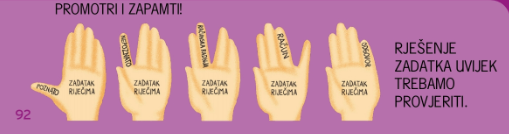 PROMOTRI I ZAPAMTI!
POZNATO
ZADATAK
RIJEČIMA
NEPOZNATO
ZADATAK
RIJEČIMA
RAČUNSKA RADNJA
ZADATAK
RIJEČIMA
RAČUN
ZADATAK
RIJEČIMA
ODGOVOR
ZADATAK
RIJEČIMA
RJEŠENJE
ZADATKA UVIJEK
TREBAMO
PROVJERITI.
92